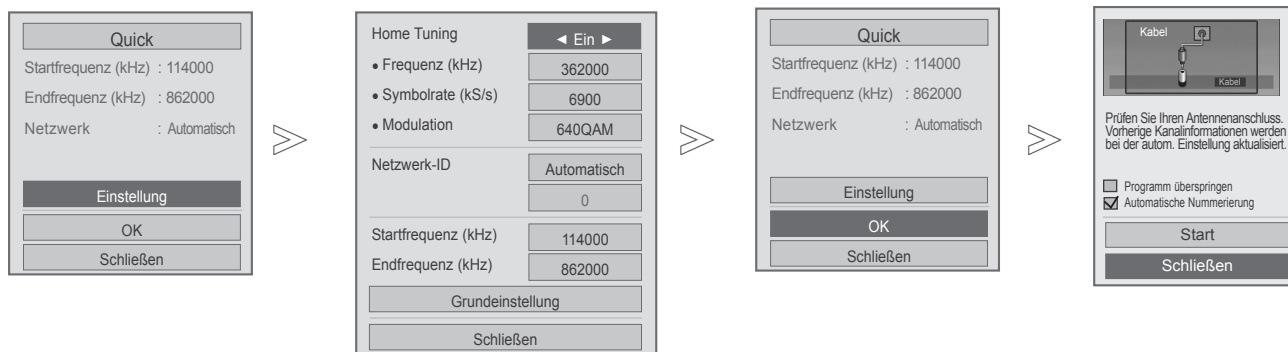 Quick
Startfrequenz (kHz) : 114000
Endfrequenz (kHz) : 862000
Netzwerk : Automatisch
Einstellung
OK
Schließen
Home Tuning ◄ Ein ►
• Frequenz (kHz) 362000
• Symbolrate (kS/s) 6900
• Modulation 640QAM
Netzwerk-ID Automatisch
0
Startfrequenz (kHz) 114000
Endfrequenz (kHz) 862000
Grundeinstellung
Schließen
Quick
Startfrequenz (kHz) : 114000
Endfrequenz (kHz) : 862000
Netzwerk : Automatisch
Einstellung
OK
Schließen
Kabel
Kabel
Prüfen Sie Ihren Antennenanschluss.
Vorherige Kanalinformationen werden
bei der autom. Einstellung aktualisiert.
Programm überspringen
Automatische Nummerierung
Start
Schließen